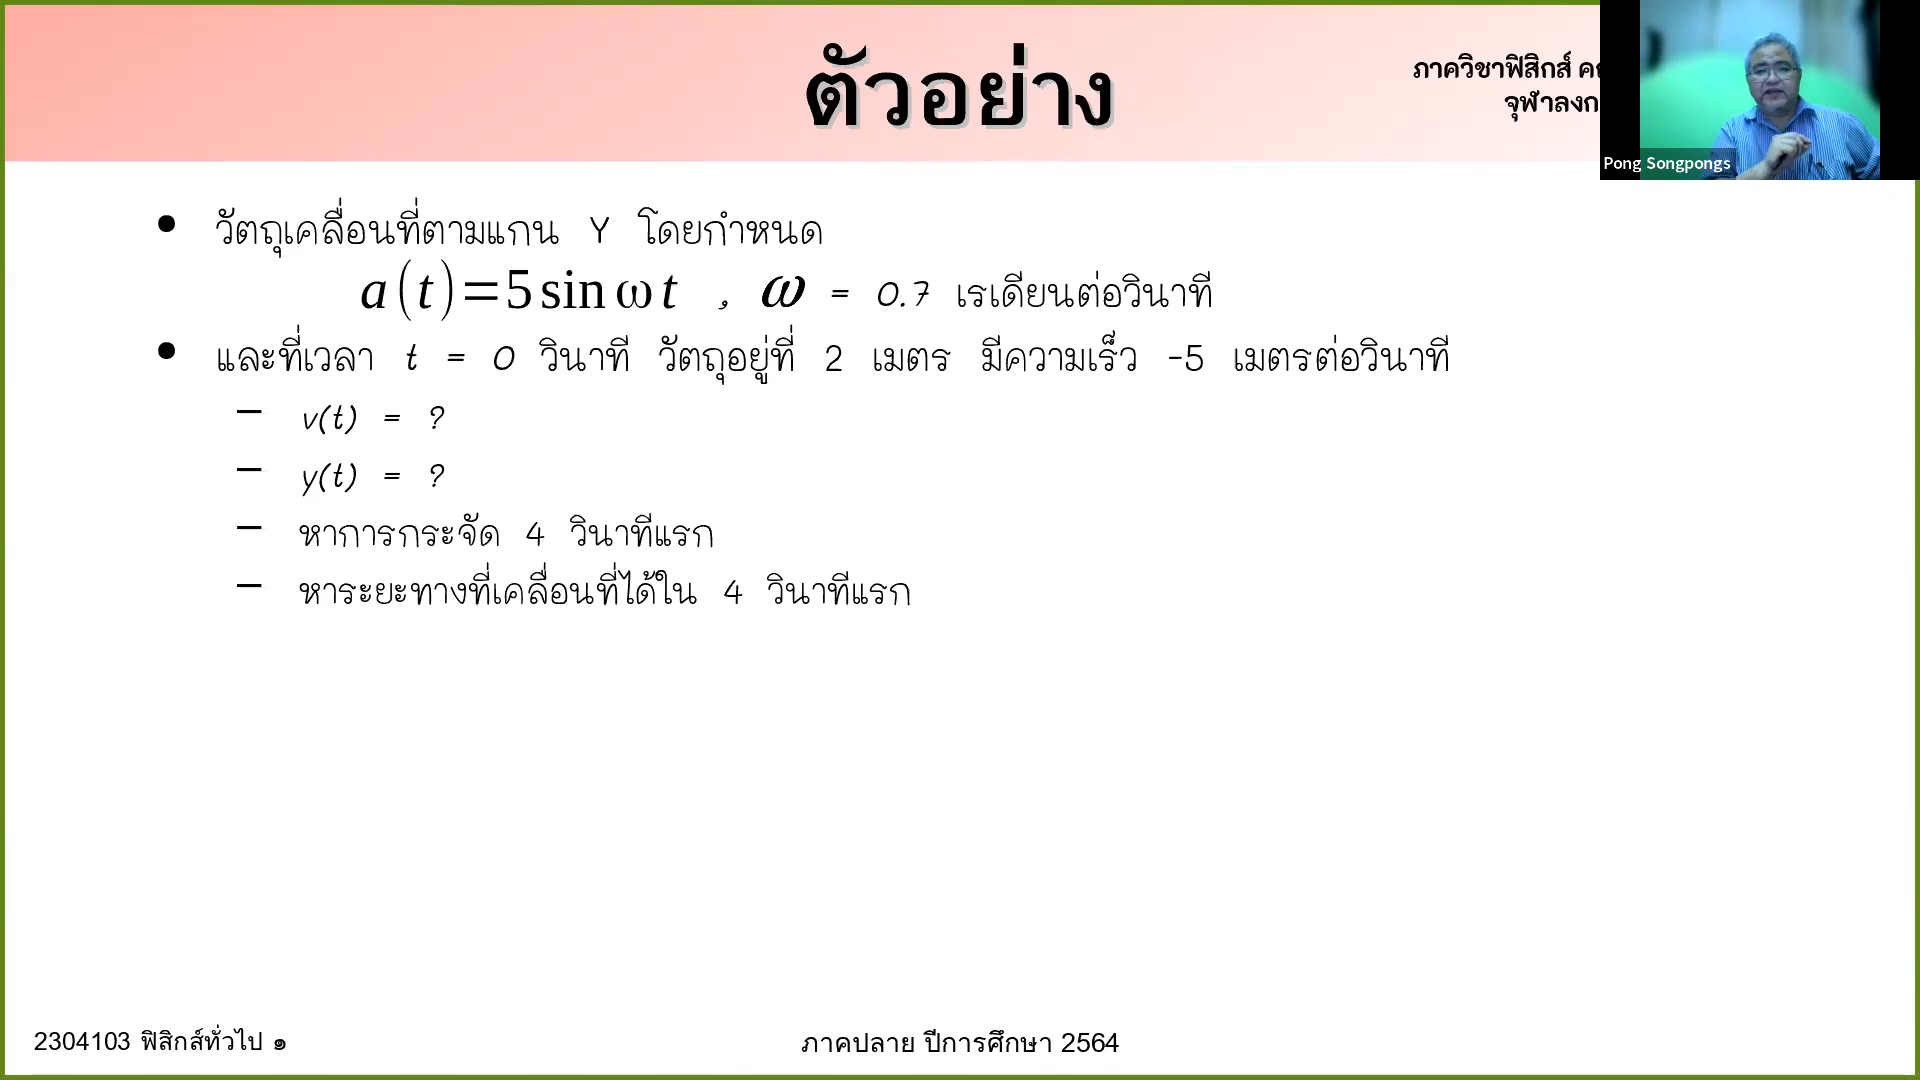 ตัวอย่าง
ภาควิชาฟิสิกส์
จุฬาลงก
Pong Songpongs
• วัตถุเคลื่อนที่ตามแกน Y โดยกำหนด
a(t)=5 sin ω t , ω = 0.7 เรเดียนต่อวินาที
• และที่เวลา t = 0 วินาที วัตถุอยู่ที่ 2 เมตร มีความเร็ว -5 เมตรต่อวินาที
– v(t) = ?
– y(t) = ?
– หาการกระจัด 4 วินาทีแรก
– หาระยะทางที่เคลื่อนที่ได้ใน 4 วินาทีแรก
2304103 ฟิสิกส์ทั่วไป ๑
ภาคปลาย ปีการศึกษา 2564